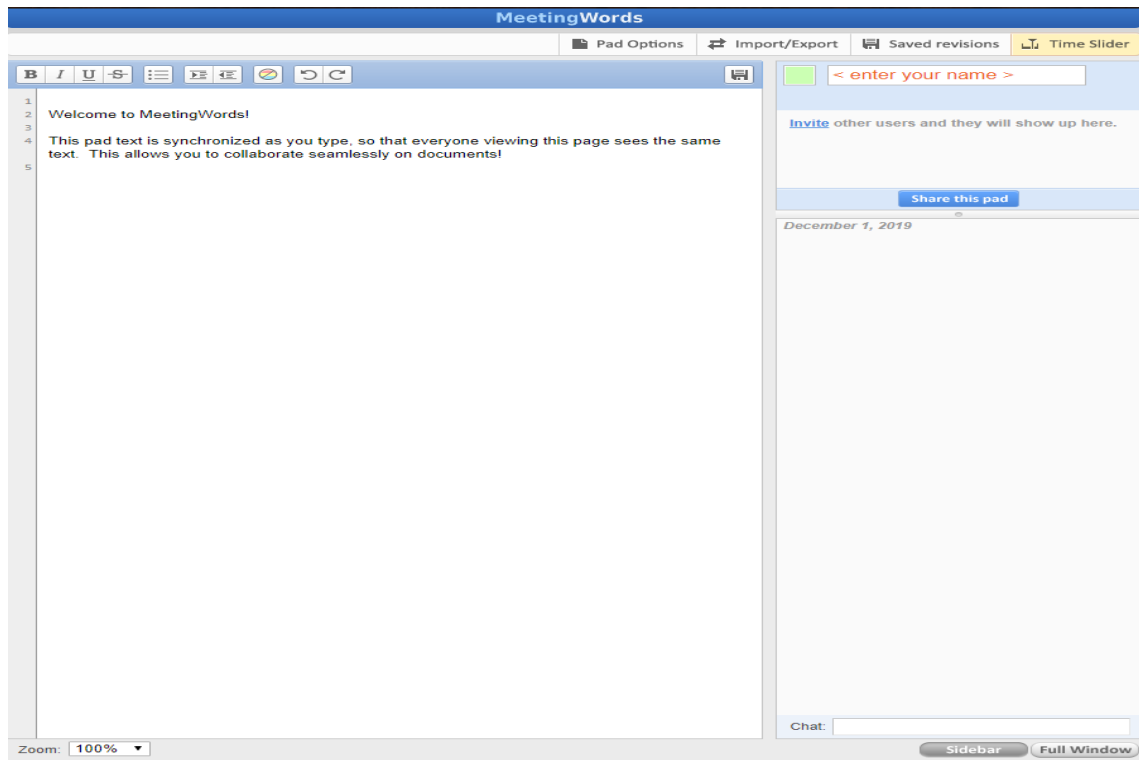 MeetingWords
Pad Options Import/Export Saved revisions Time Slider
B I U S
< enter your name >
1
2 Welcome to MeetingWords!
3
4 This pad text is synchronized as you type, so that everyone viewing this page sees the same
text. This allows you to collaborate seamlessly on documents!
5
Invite other users and they will show up here.
Share this pad
December 1, 2019
Chat:
Zoom: 100%
Sidebar Full Window